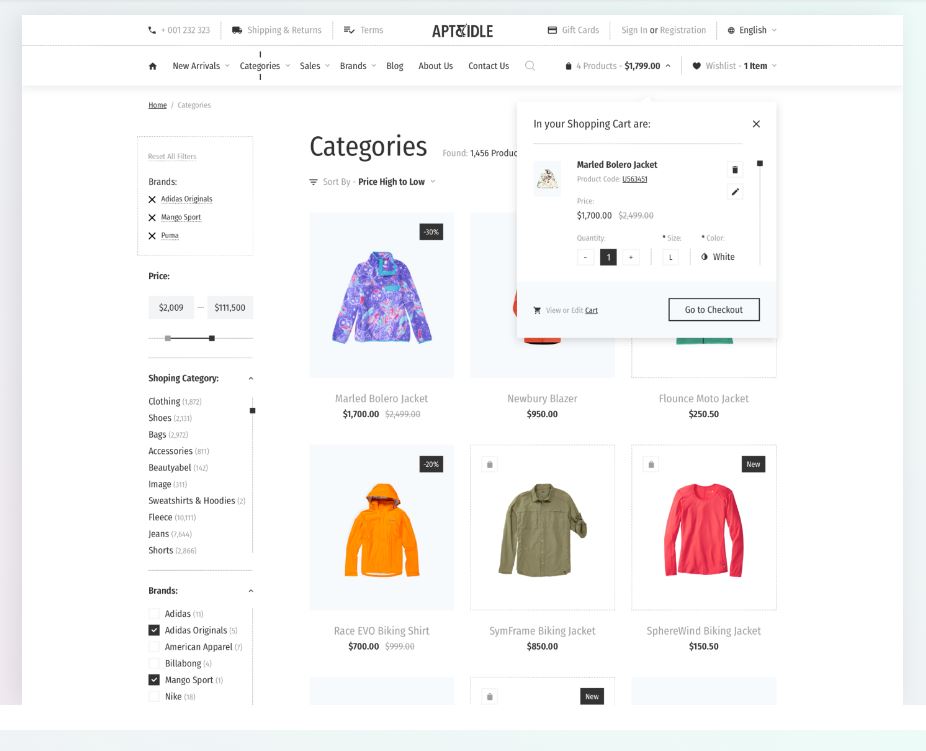 + 001 232 323
Shipping & Returns
Terms
APT&IDLE
Gift Cards
Sign In or Registration
English
New Arrivals
Categories
Sales
Brands
Blog
About Us
Contact Us
4 Products - $1,799.00
Wishlist - 1 Item
Home / Categories
Reset All Filters
Brands:
Adidas Originals
Mango Sport
Puma
Price:
$2,009 — $111,500
Shoping Category:
Clothing (1,872)
Shoes (2,131)
Bags (2,972)
Accessories (811)
Beautyabel (142)
Image (311)
Sweatshirts & Hoodies (2)
Fleece (10,111)
Jeans (7,644)
Shorts (2,866)
Brands:
Adidas (11)
Adidas Originals (5)
American Apparel (7)
Billabong (4)
Mango Sport (1)
Nike (18)
Categories
Found: 1,456 Produc
Sort By - Price High to Low
In your Shopping Cart are:
Marled Bolero Jacket
Product Code: US63451
Price:
$1,700.00 $2,499.00
Quantity: * Size: * Color:
- 1 + L White
View or Edit Cart
Go to Checkout
-30%
Marled Bolero Jacket
$1,700.00 $2,499.00
Newbury Blazer
$950.00
Flounce Moto Jacket
$250.50
-20%
Race EVO Biking Shirt
$700.00 $999.00
SymFrame Biking Jacket
$850.00
New
SphereWind Biking Jacket
$150.50
New